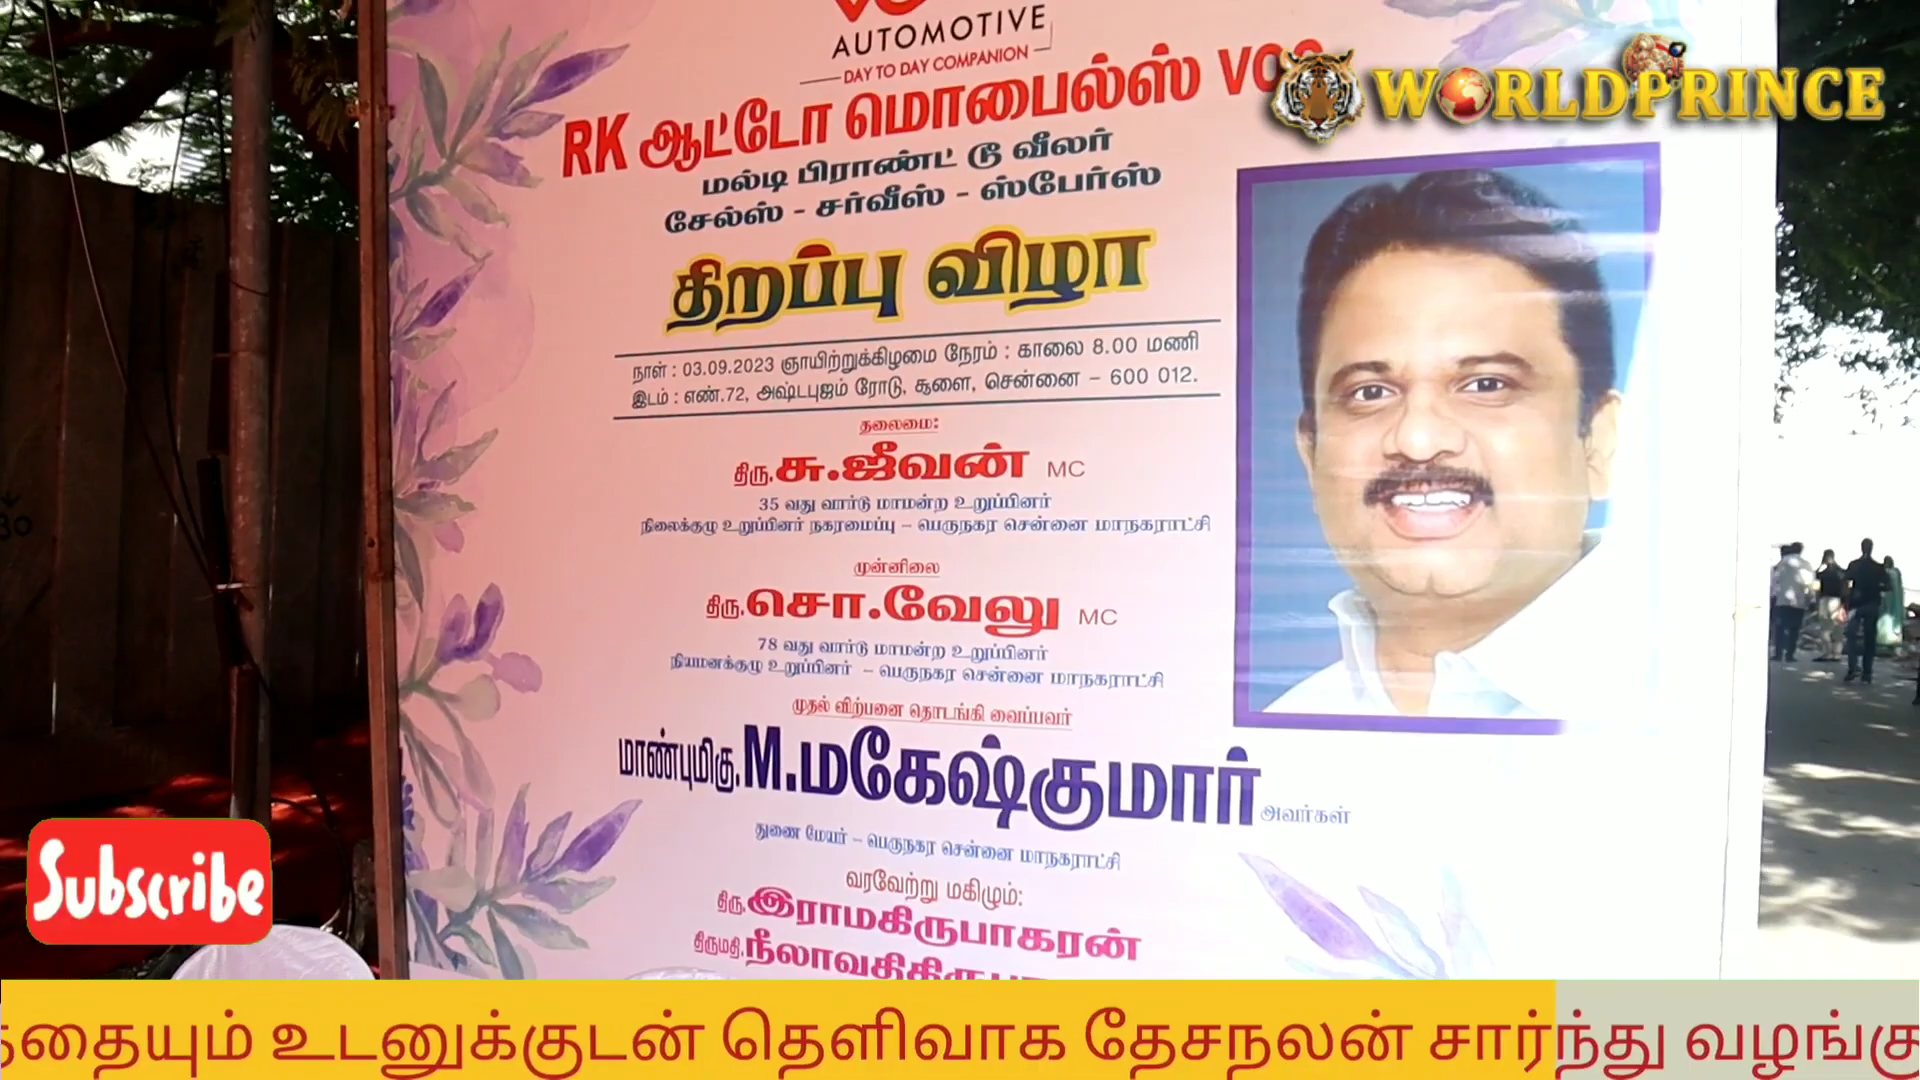 AUTOMOTIVE
DAY TO DAY COMPANION
RK ஆட்டோ மொபைல்ஸ்
WORLDPRINCE
மல்டி பிராண்ட் டூ வீலர்
சேல்ஸ் - சர்வீஸ் - ஸ்பேர்ஸ்
திறப்பு விழா
நாள் : 03.09.2023 ஞாயிற்றுக்கிழமை நேரம் : காலை 8.00 மணி
இடம் : எண்.72, அஷ்டபுஜம் ரோடு, சூளை, சென்னை – 600 012.
தலைமை:
திரு.சு.ஜீவன் MC
35 வது வார்டு மாமன்ற உறுப்பினர்
நிலைக்குழு உறுப்பினர் நகரமைப்பு – பெருநகர சென்னை மாநகராட்சி
முன்னிலை
திரு.சொ.வேலு MC
78 வது வார்டு மாமன்ற உறுப்பினர்
நியமனக்குழு உறுப்பினர் – பெருநகர சென்னை மாநகராட்சி
முதல் விற்பனை தொடங்கி வைப்பவர்
மாண்புமிகு.M.மகேஷ்குமார் அவர்கள்
துணை மேயர் – பெருநகர சென்னை மாநகராட்சி
வரவேற்று மகிழும்:
திரு.இராமகிருபாகரன்
திருமதி.
Subscribe
உடனுக்குடன் தெளிவாக தேசநலன் சார்ந்து